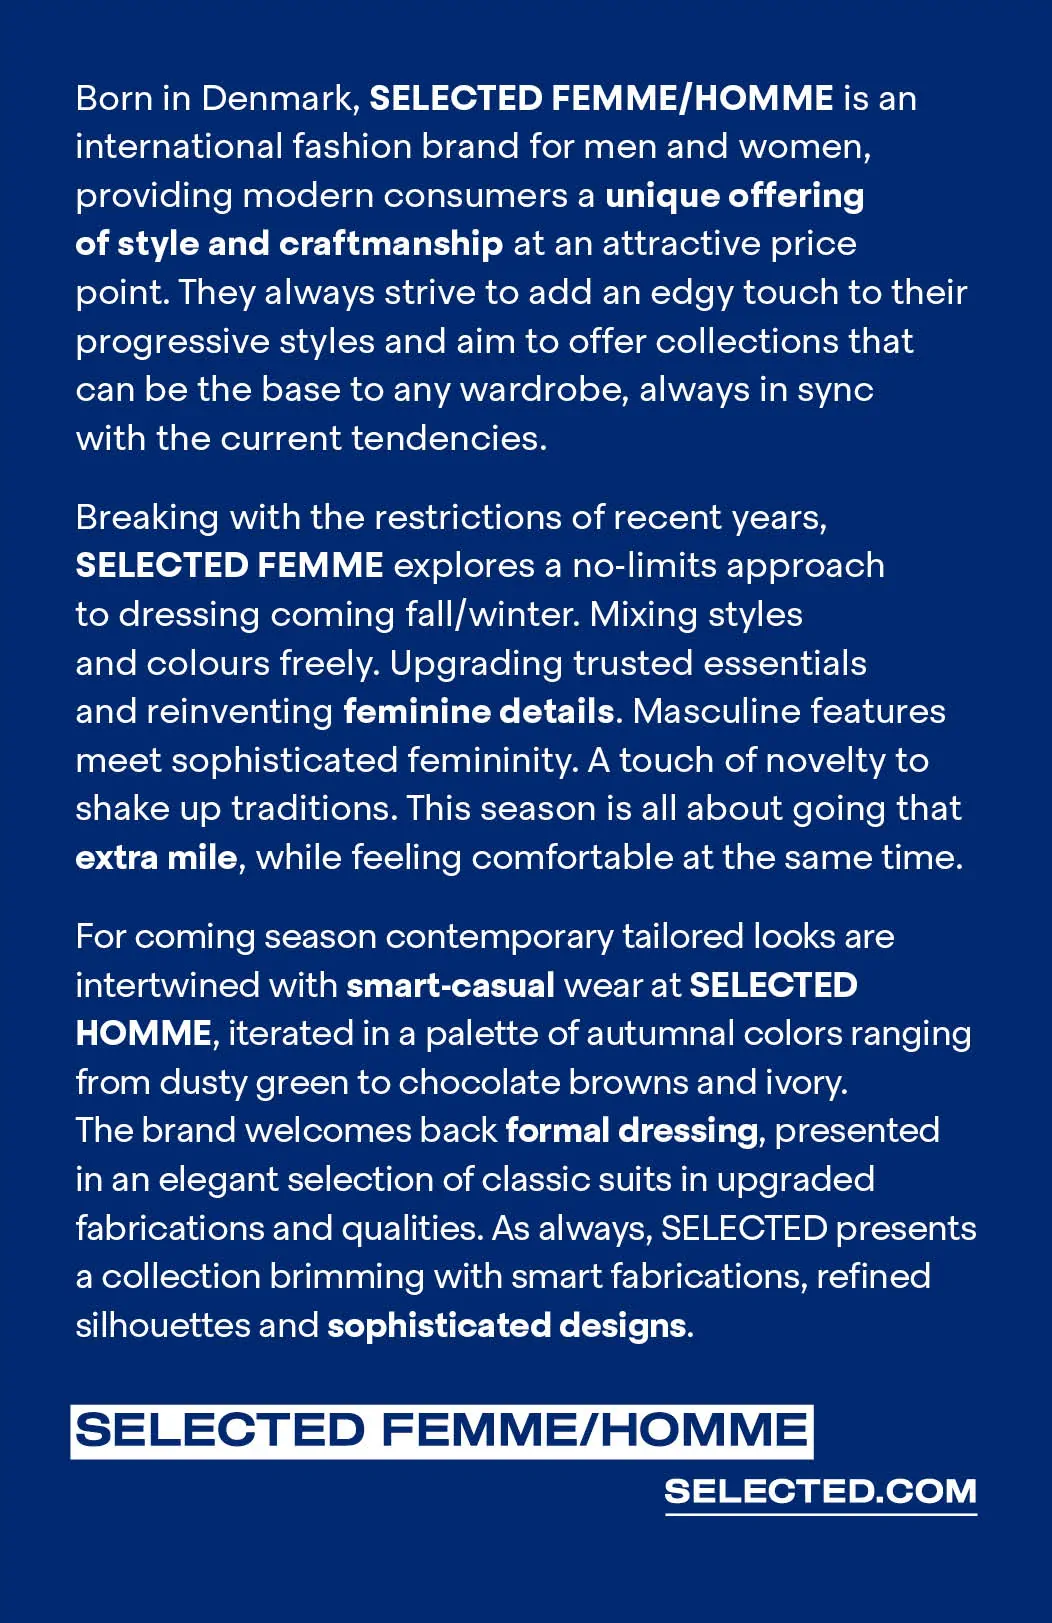 Born in Denmark, SELECTED FEMME/HOMME is an
international fashion brand for men and women,
providing modern consumers a unique offering
of style and craftmanship at an attractive price
point. They always strive to add an edgy touch to their
progressive styles and aim to offer collections that
can be the base to any wardrobe, always in sync
with the current tendencies.
Breaking with the restrictions of recent years,
SELECTED FEMME explores a no-limits approach
to dressing coming fall/winter. Mixing styles
and colours freely. Upgrading trusted essentials
and reinventing feminine details. Masculine features
meet sophisticated femininity. A touch of novelty to
shake up traditions. This season is all about going that
extra mile, while feeling comfortable at the same time.
For coming season contemporary tailored looks are
intertwined with smart-casual wear at SELECTED
HOMME, iterated in a palette of autumnal colors ranging
from dusty green to chocolate browns and ivory.
The brand welcomes back formal dressing, presented
in an elegant selection of classic suits in upgraded
fabrications and qualities. As always, SELECTED presents
a collection brimming with smart fabrications, refined
silhouettes and sophisticated designs.
SELECTED FEMME/HOMME
SELECTED.COM